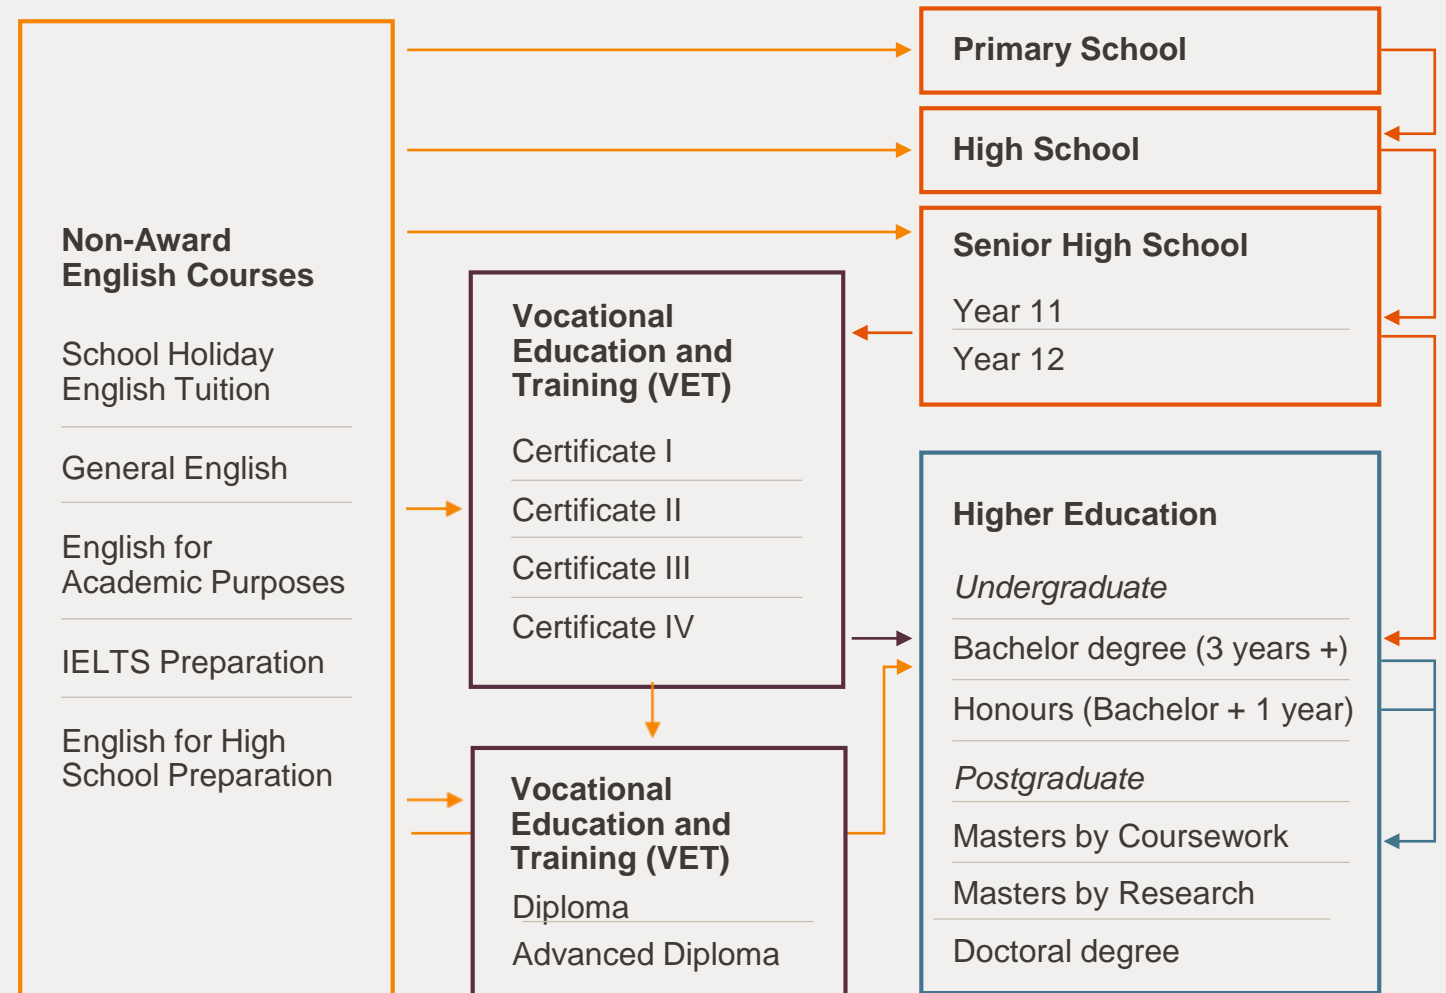 Non-Award
English Courses
School Holiday
English Tuition
General English
English for
Academic Purposes
IELTS Preparation
English for High
School Preparation
Vocational
Education and
Training (VET)
Certificate I
Certificate II
Certificate III
Certificate IV
Vocational
Education and
Training (VET)
Diploma
Advanced Diploma
Primary School
High School
Senior High School
Year 11
Year 12
Higher Education
Undergraduate
Bachelor degree (3 years +)
Honours (Bachelor + 1 year)
Postgraduate
Masters by Coursework
Masters by Research
Doctoral degree